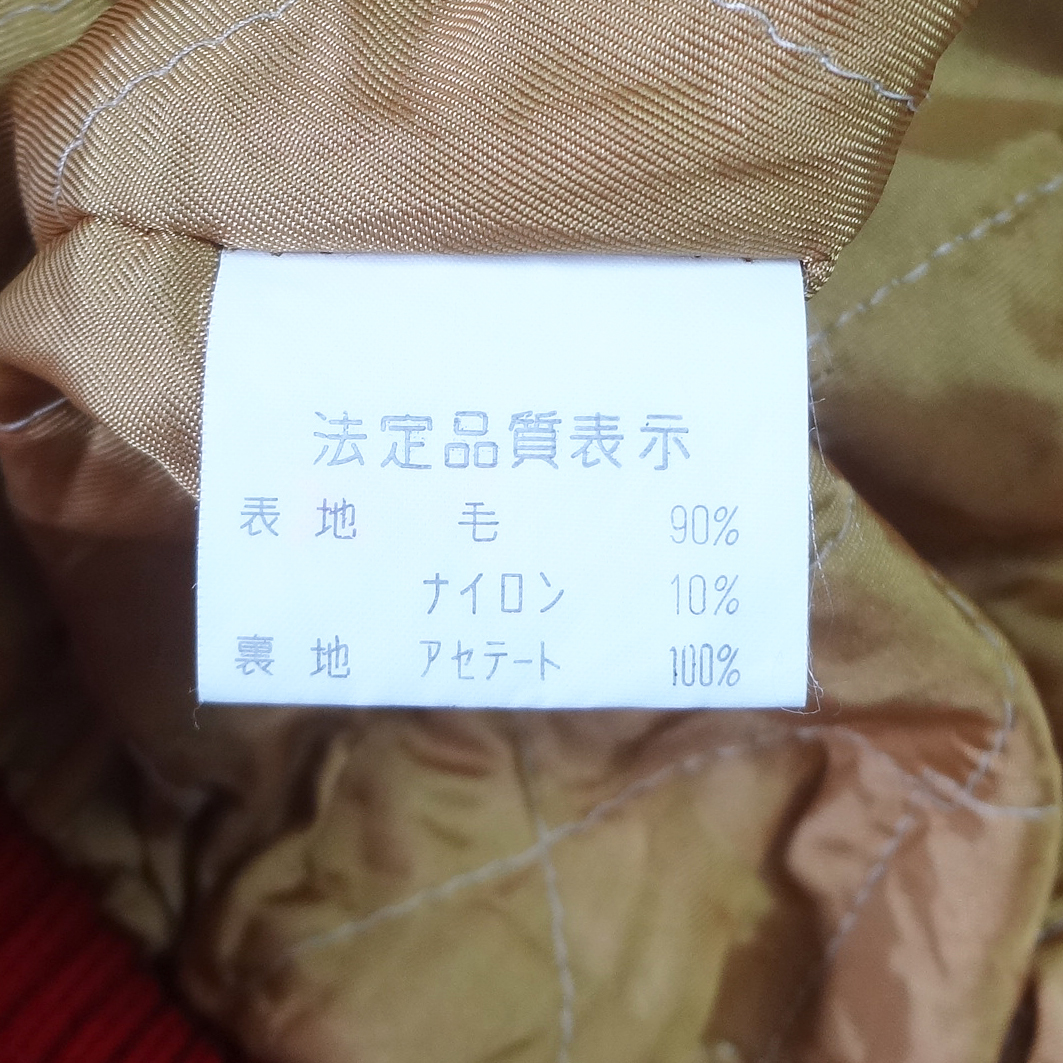 法定品質表示
表 地 毛 90%
ナイロン 10%
裏 地 アセテート 100%